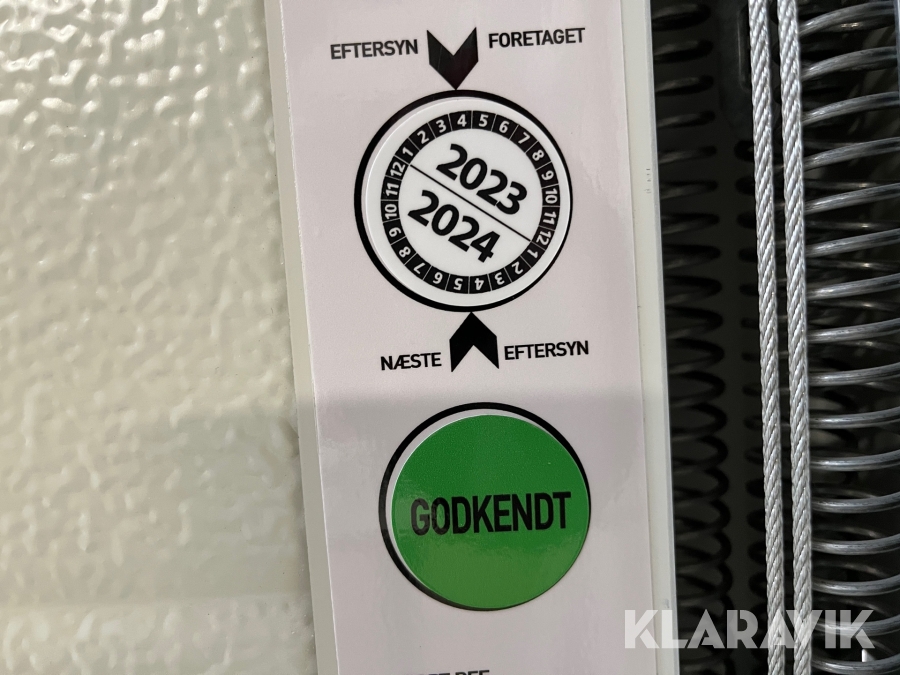 EFTERSYN FORETAGET
1 2 3 4 5 6 7 8 9 10 11 12
2023
2024
1 2 3 4 5 6 7 8 9 10 11 12
NÆSTE EFTERSYN
GODKENDT
KLARAVIK